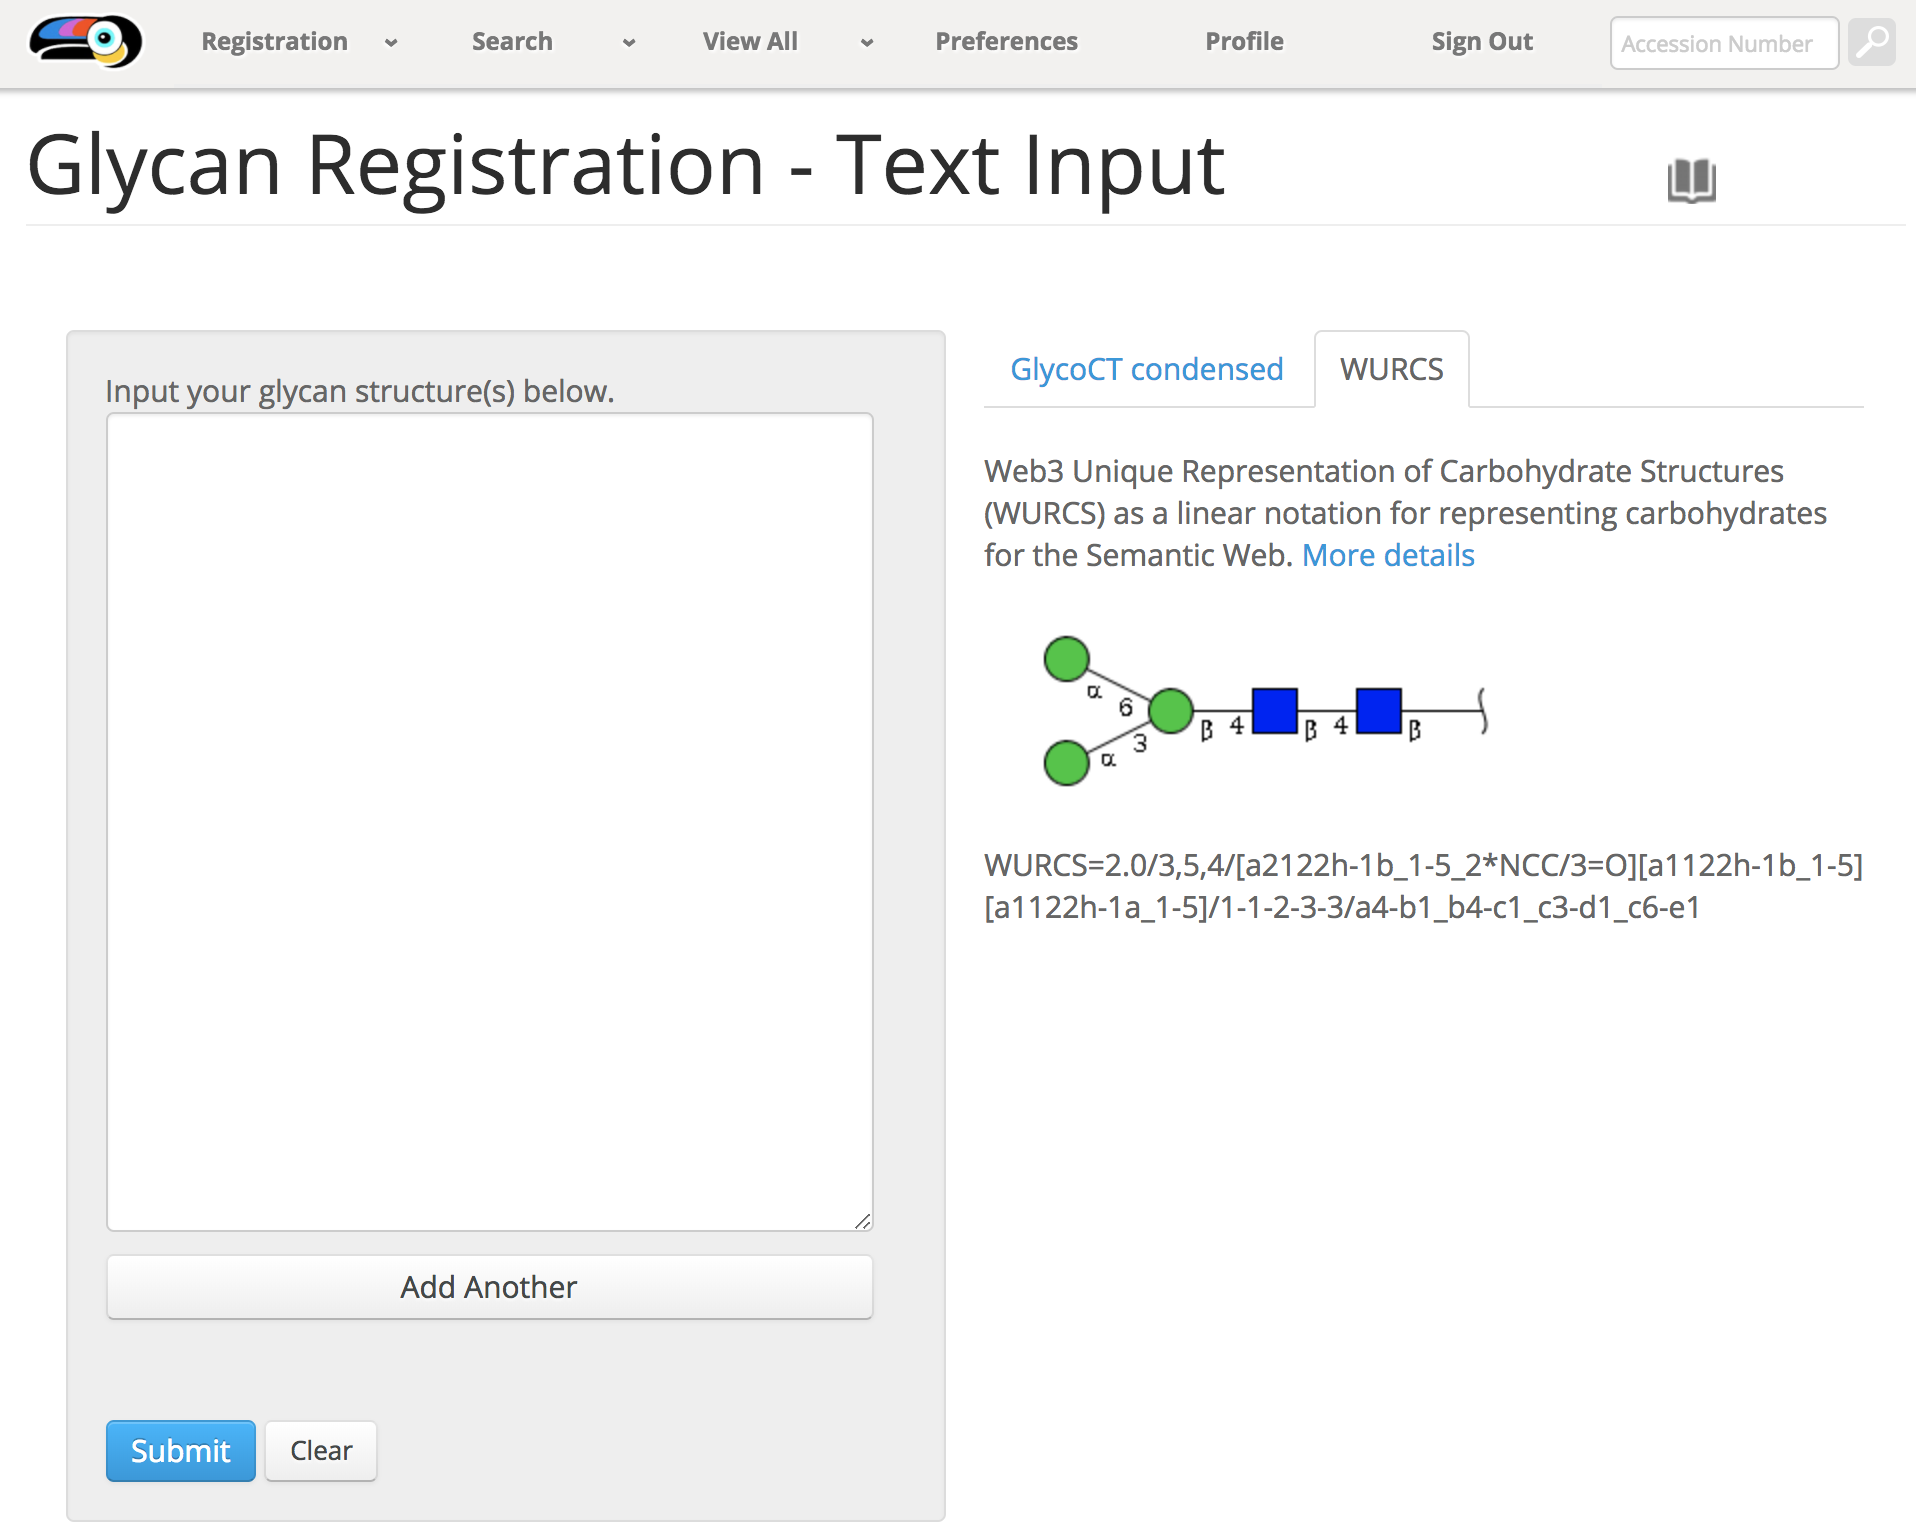 Registration
Search
View All
Preferences
Profile
Sign Out
Accession Number
Glycan Registration - Text Input
Input your glycan structure(s) below.
Add Another
Submit
Clear
GlycoCT condensed
WURCS
Web3 Unique Representation of Carbohydrate Structures
(WURCS) as a linear notation for representing carbohydrates
for the Semantic Web. More details
α
6
β 4
β 4
β
3
α
WURCS=2.0/3,5,4/[a2122h-1b_1-5_2*NCC/3=O][a1122h-1b_1-5]
[a1122h-1a_1-5]/1-1-2-3-3/a4-b1_b4-c1_c3-d1_c6-e1